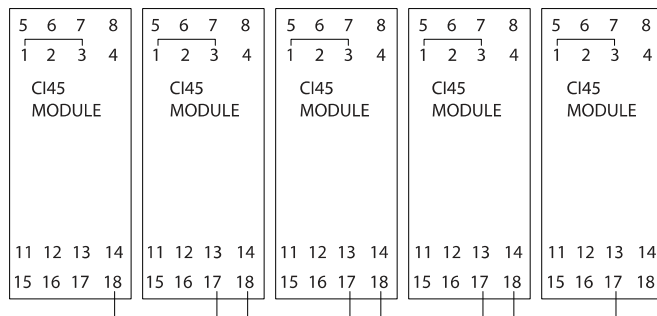 5 6 7 8 5 6 7 8 5 6 7 8 5 6 7 8 5 6 7 8
1 2 3 4 1 2 3 4 1 2 3 4 1 2 3 4 1 2 3 4
CI45 CI45 CI45 CI45 CI45
MODULE MODULE MODULE MODULE MODULE
11 12 13 14 11 12 13 14 11 12 13 14 11 12 13 14 11 12 13 14
15 16 17 18 15 16 17 18 15 16 17 18 15 16 17 18 15 16 17 18